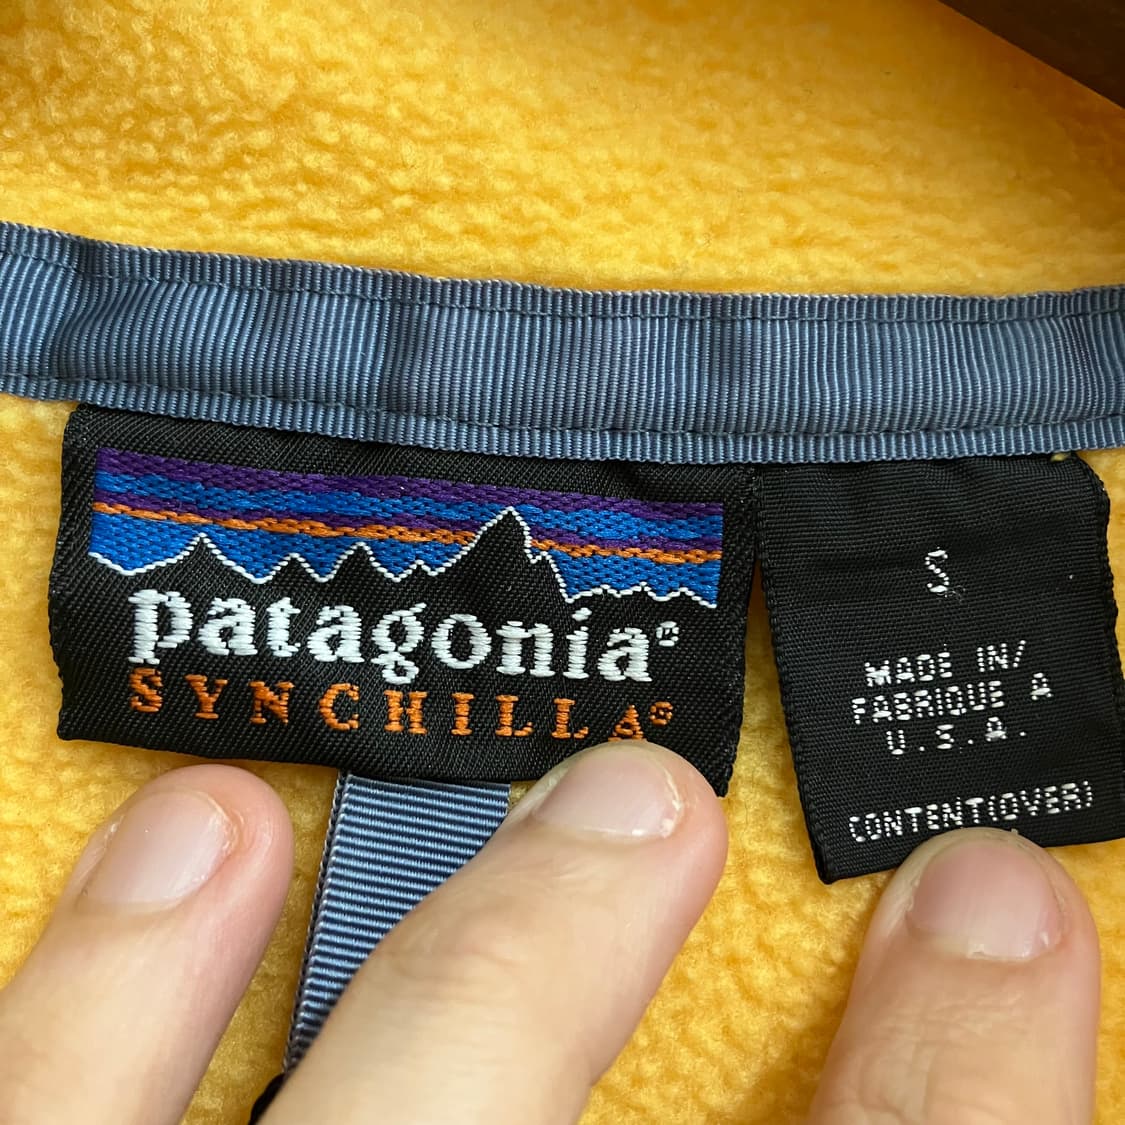 patagonia®
SYNCHILLA®
S
MADE IN/
FABRIQUE A
U.S.A.
CONTENT(OVER)